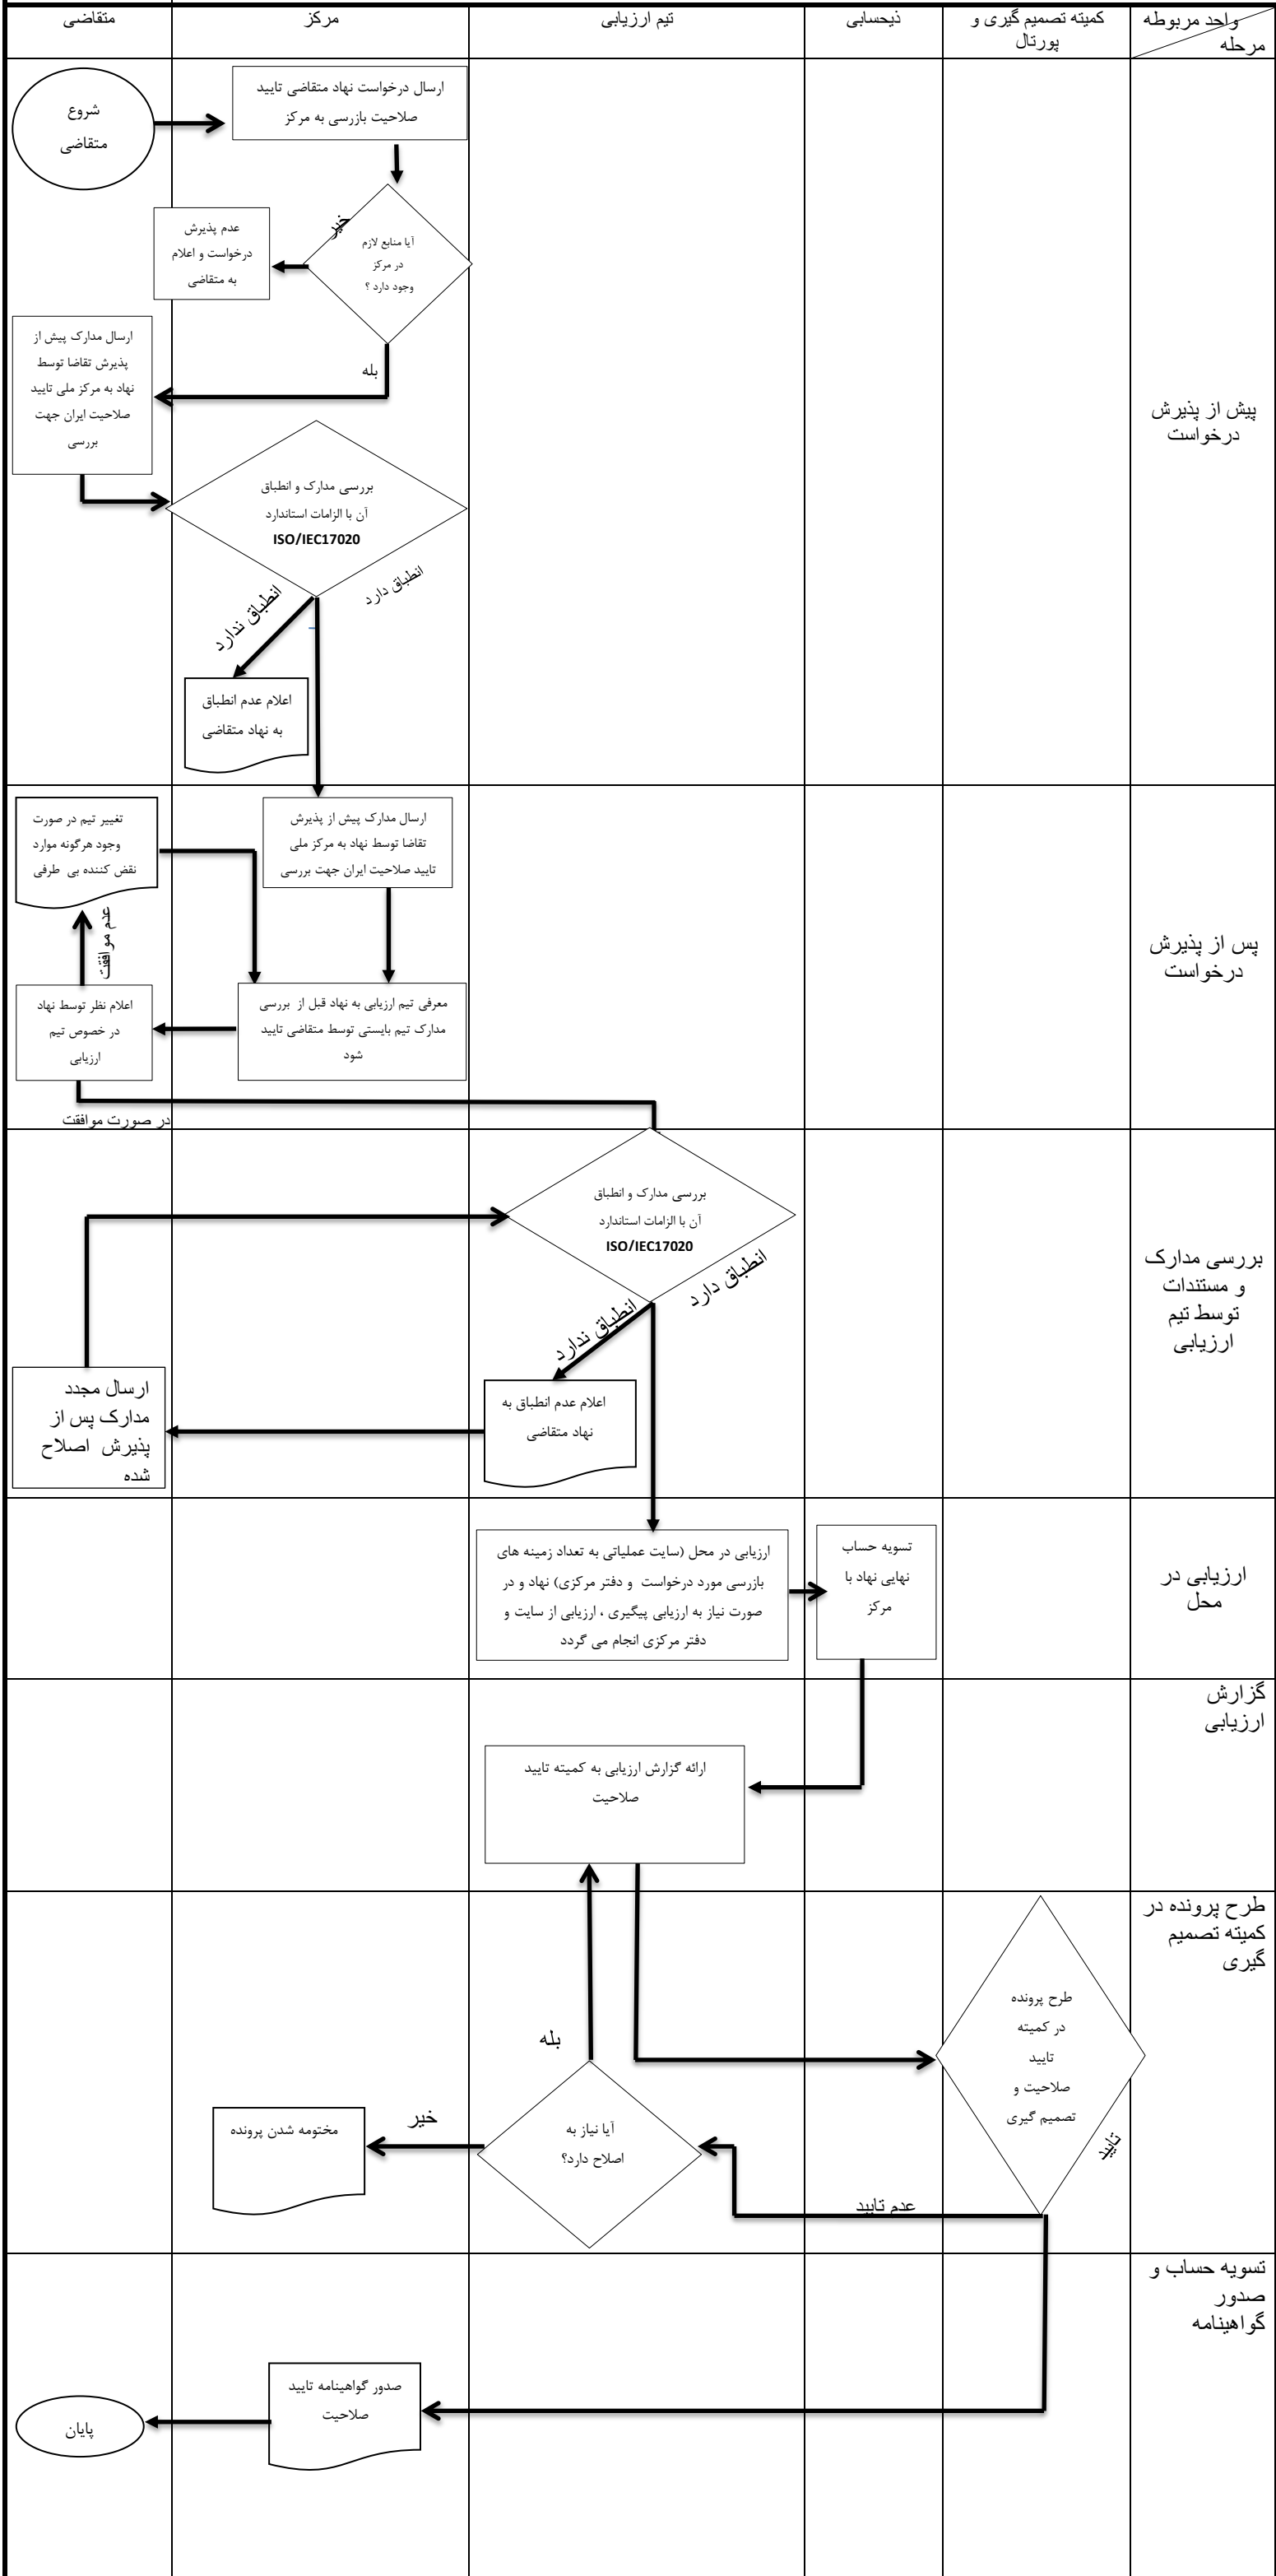 واحد مربوطه
مرحله
کمیته تصمیم گیری و
پورتال
ذیحسابی
تیم ارزیابی
مرکز
متقاضی
پیش از پذیرش
درخواست
شروع
متقاضی
ارسال درخواست نهاد متقاضی تایید
صلاحیت بازرسی به مرکز
آیا منابع لازم
در مرکز
وجود دارد ؟
خیر
عدم پذیرش
درخواست و اعلام
به متقاضی
بله
ارسال مدارک پیش از
پذیرش تقاضا توسط
نهاد به مرکز ملی تایید
صلاحیت ایران جهت
بررسی
بررسی مدارک و انطباق
آن با الزامات استاندارد
ISO/IEC17020
انطباق دارد
انطباق ندارد
اعلام عدم انطباق
به نهاد متقاضی
پس از پذیرش
درخواست
ارسال مدارک پیش از پذیرش
تقاضا توسط نهاد به مرکز ملی
تایید صلاحیت ایران جهت بررسی
تغییر تیم در صورت
وجود هرگونه موارد
نقض کننده بی طرفی
عدم موافقت
معرفی تیم ارزیابی به نهاد قبل از بررسی
مدارک تیم بایستی توسط متقاضی تایید
شود
اعلام نظر توسط نهاد
در خصوص تیم
ارزیابی
در صورت موافقت
بررسی مدارک
و مستندات
توسط تیم
ارزیابی
بررسی مدارک و انطباق
آن با الزامات استاندارد
ISO/IEC17020
انطباق دارد
انطباق ندارد
اعلام عدم انطباق به
نهاد متقاضی
ارسال مجدد
مدارک پس از
پذیرش اصلاح
شده
ارزیابی در
محل
ارزیابی در محل (سایت عملیاتی به تعداد زمینه های
بازرسی مورد درخواست و دفتر مرکزی) نهاد و در
صورت نیاز به ارزیابی پیگیری ، ارزیابی از سایت و
دفتر مرکزی انجام می گردد
تسویه حساب
نهایی نهاد با
مرکز
گزارش
ارزیابی
ارائه گزارش ارزیابی به کمیته تایید
صلاحیت
طرح پرونده در
کمیته تصمیم
گیری
طرح پرونده
در کمیته
تایید
صلاحیت و
تصمیم گیری
تایید
عدم تایید
آیا نیاز به
اصلاح دارد؟
بله
خیر
مختومه شدن پرونده
تسویه حساب و
صدور
گواهینامه
صدور گواهینامه تایید
صلاحیت
پایان